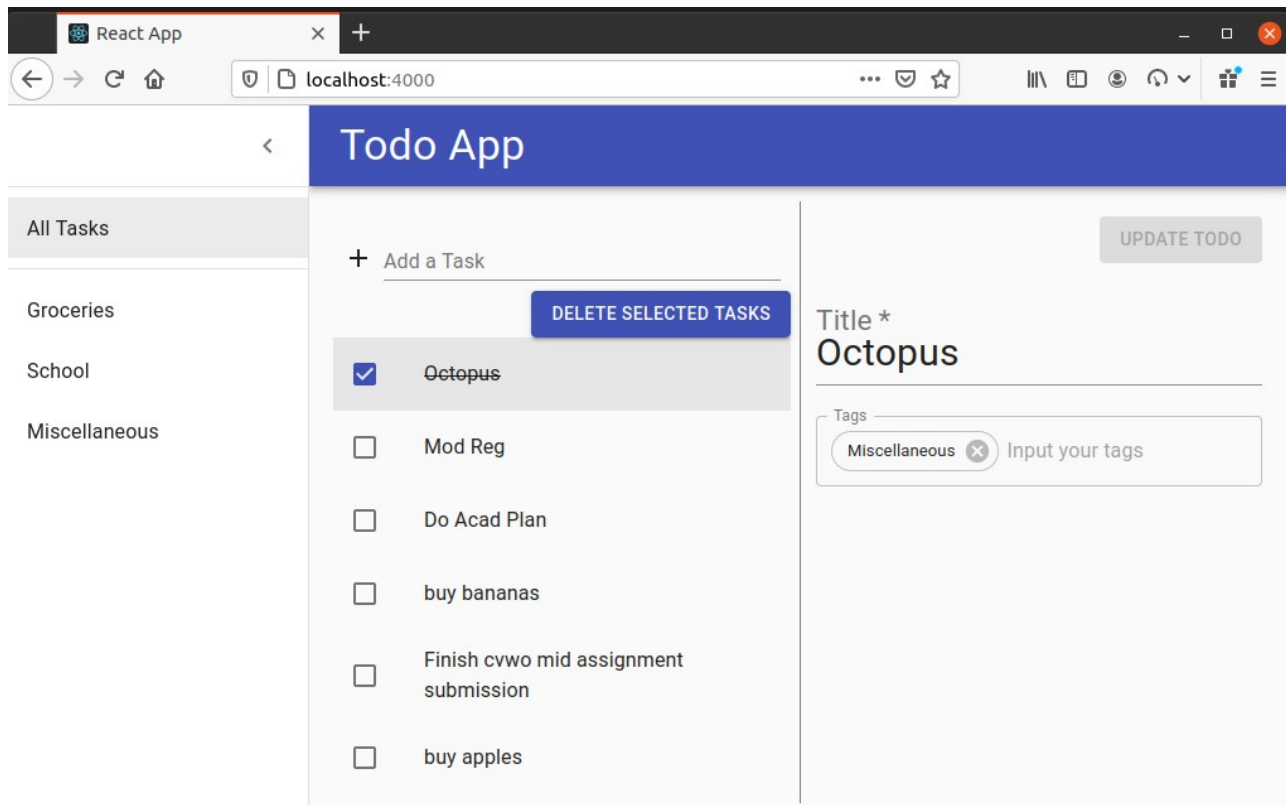 React App
localhost:4000
Todo App
All Tasks
Groceries
School
Miscellaneous
Add a Task
DELETE SELECTED TASKS
Octopus
Mod Reg
Do Acad Plan
buy bananas
Finish cvwo mid assignment
submission
buy apples
UPDATE TODO
Title *
Octopus
Tags
Miscellaneous Input your tags